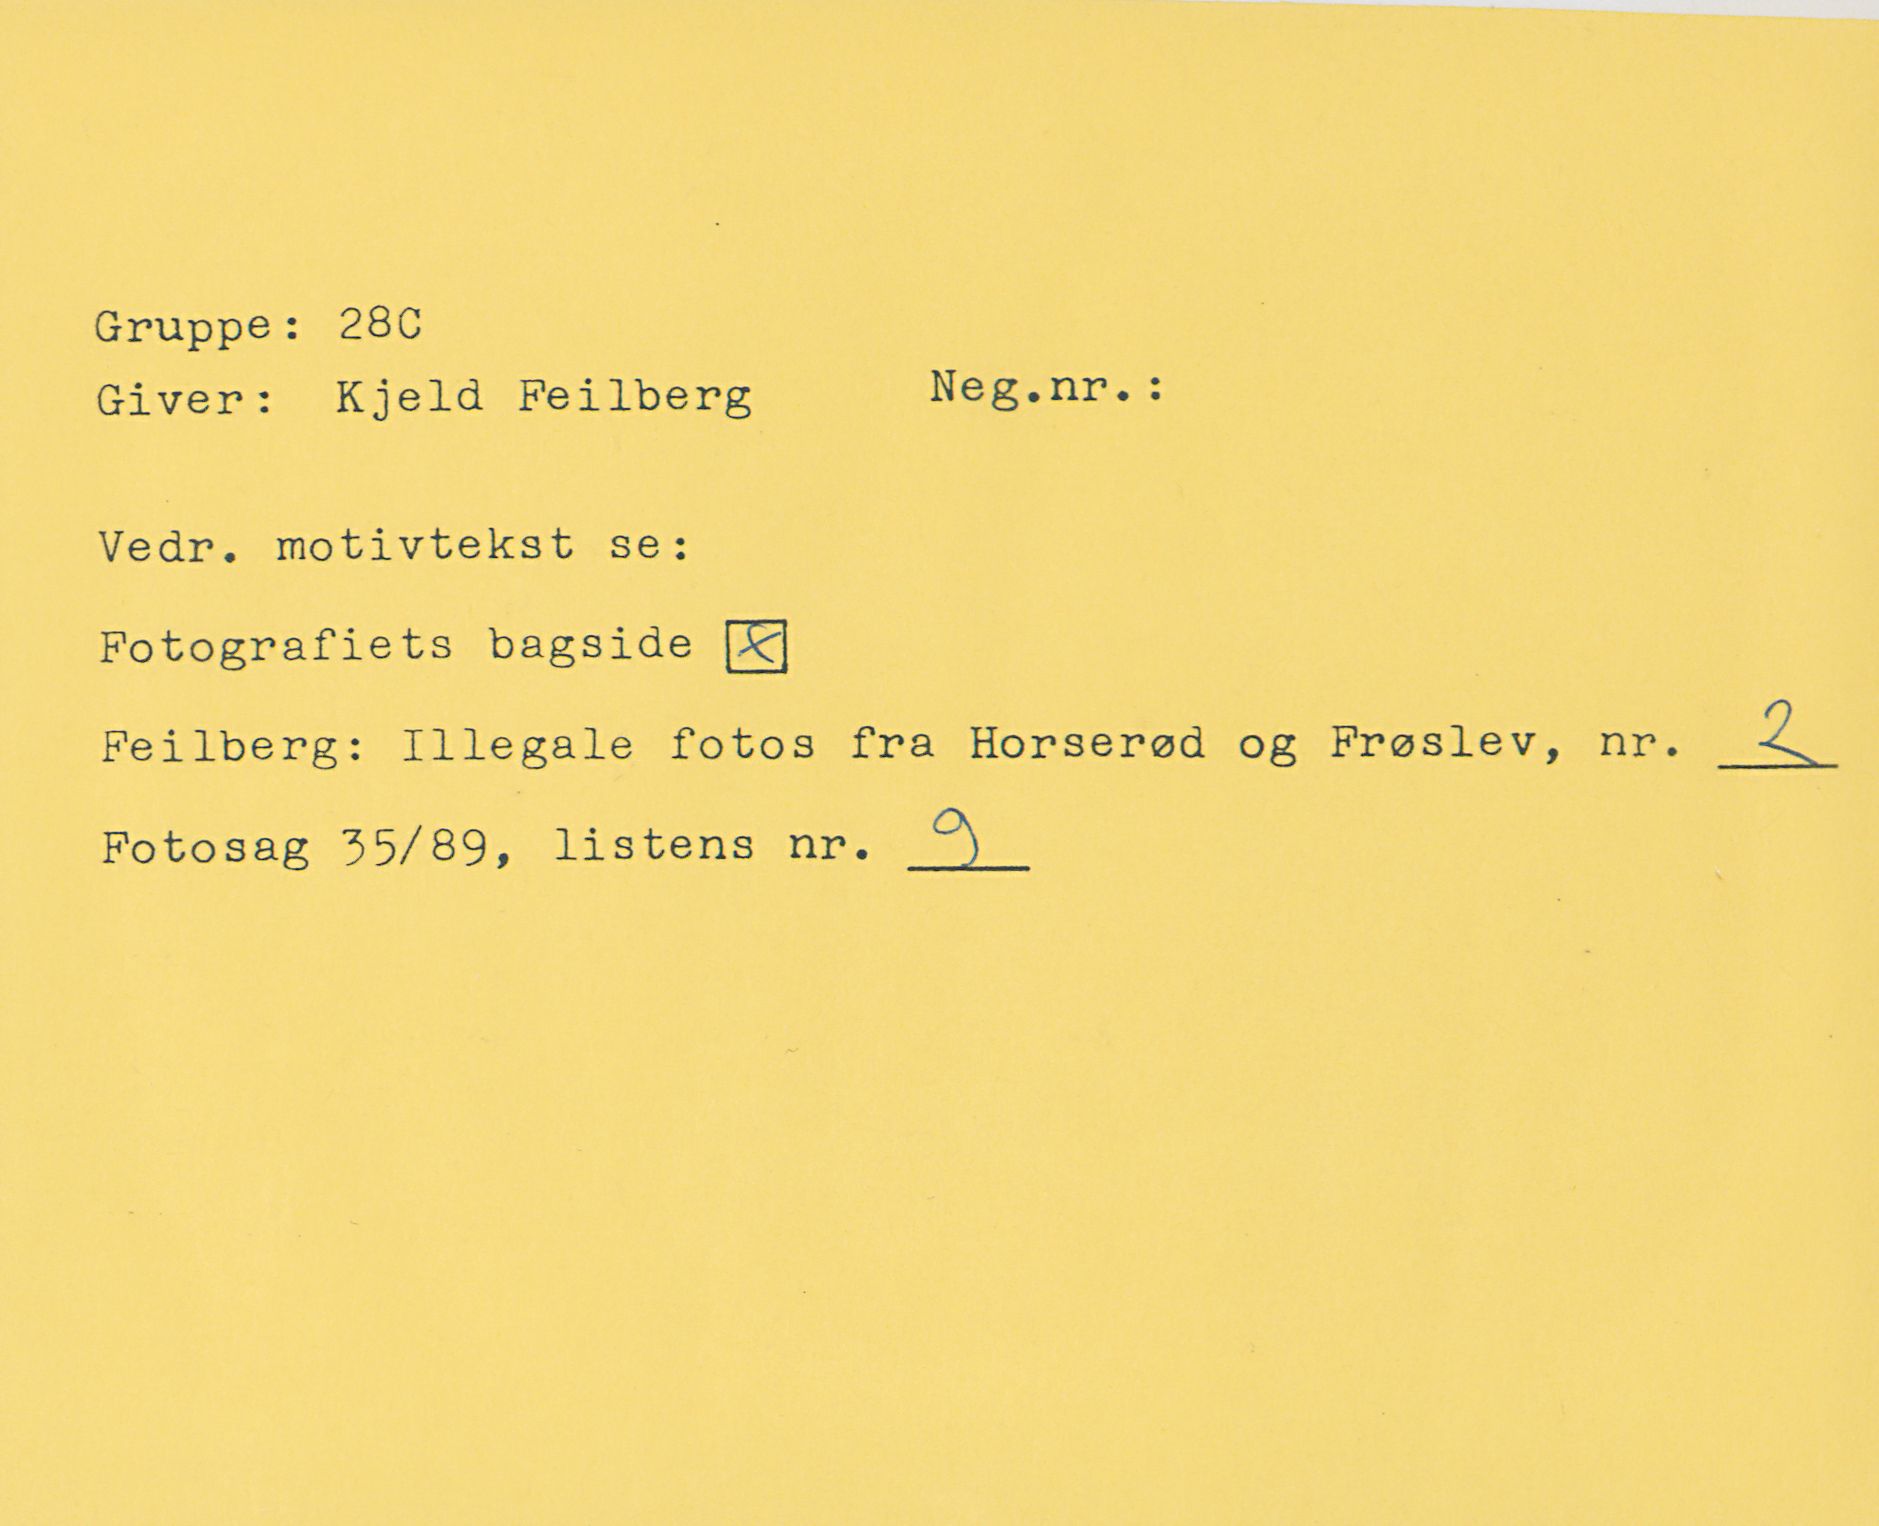 Gruppe: 28C
Giver: Kjeld Feilberg Neg.nr.:
Vedr. motivtekst se:
Fotografiets bagside ☒
Feilberg: Illegale fotos fra Horserød og Frøslev, nr. 2
Fotosag 35/89, listens nr. 9